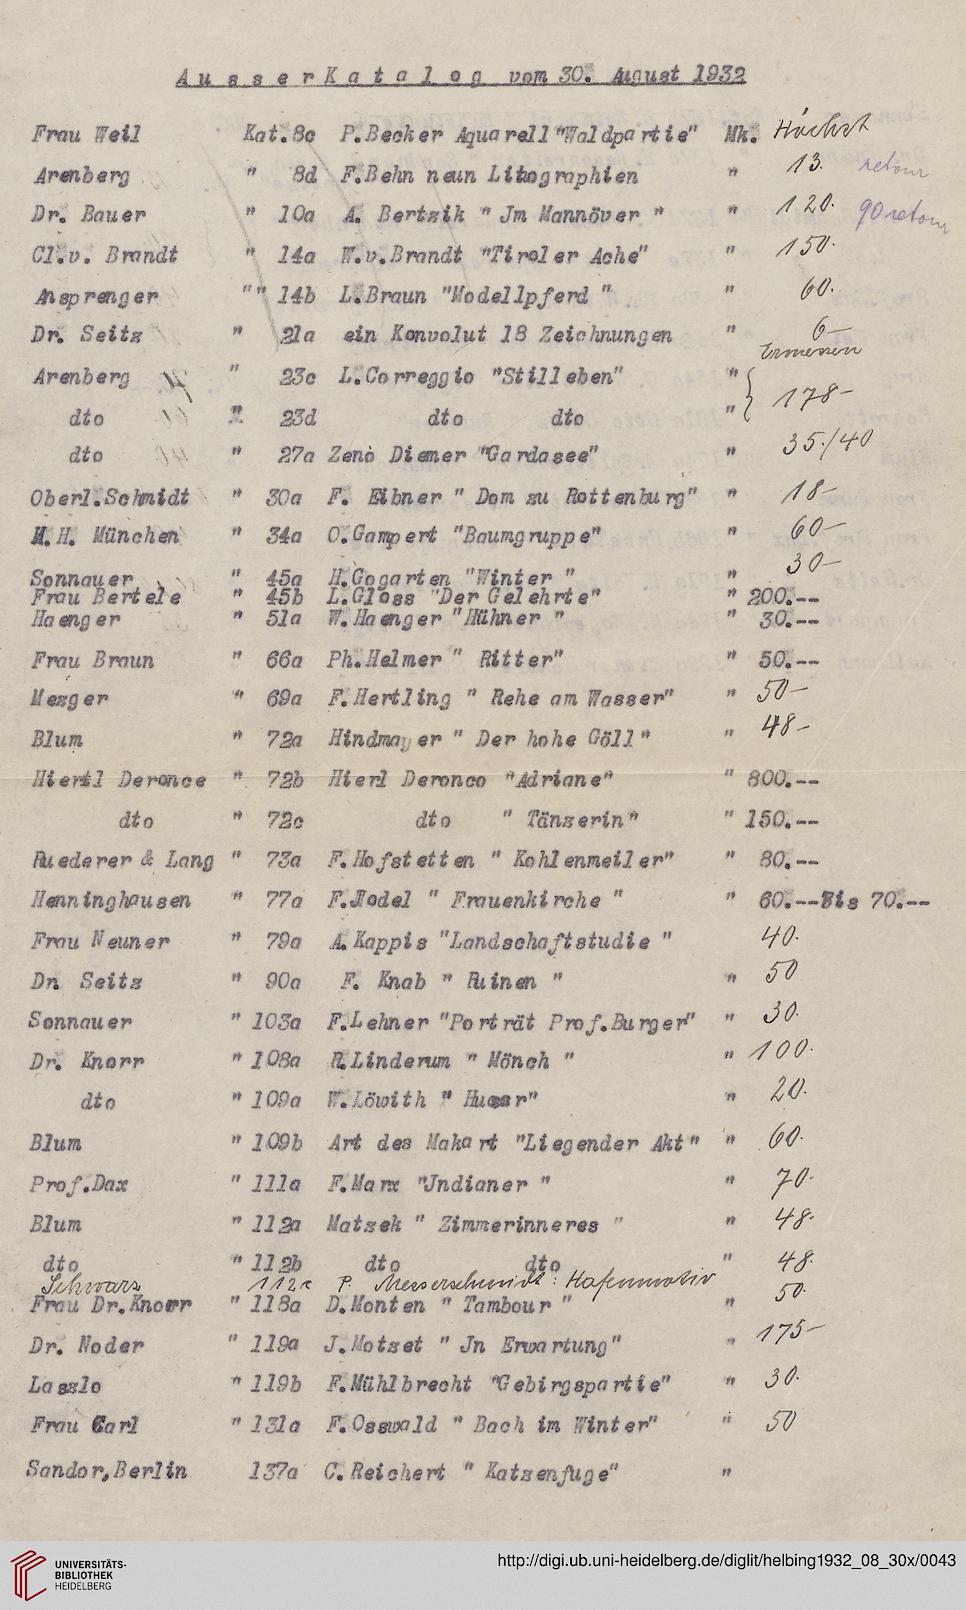 AusserKatalog vom 30. August 1932
Frau Weil Kat.8c P.Becker Aquarell"Waldpartie" Mk. Höchst
Arenberg " 8d F.Behn neun Lithographien " 13. retour
Dr. Bauer " 10a A. Bertzik " Jm Mannöver " " 120. 90 retour
Cl.v. Brandt " 14a W.v.Brandt "Tiroler Ache" " 150.
Ansprenger "" 14b L.Braun "Modellpferd " " 60.
Dr. Seitz " 21a ein Konvolut 18 Zeichnungen " 6—
Ermessen
Arenberg " 23c L.Correggio "Stilleben" "
dto " 23d dto dto " } 178-
dto " 27a Zeno Diemer "Gardasee" " 35./40
Oberl.Schmidt " 30a F. Eibner " Dom zu Rottenburg" " 18-
M.H. München " 34a O.Gampert "Baumgruppe" " 60-
Sonnauer " 45a H.Gogarten "Winter " " 30-
Frau Bertele " 45b L.Gloss "Der Gelehrte" " 200.--
Haenger " 51a W.Haenger "Hühner " " 30.--
Frau Braun " 66a Ph.Helmer " Ritter" " 50.--
Mezger " 69a F.Hertling " Rehe am Wasser" " 50-
Blum " 72a Hindmayer " Der hohe Göll" " 48-
Hierl Deronce " 72b Hierl Deronco "Adriane" " 800.--
dto " 72c dto " Tänzerin" " 150.--
Ruederer & Lang " 73a F.Hofstetten " Kohlenmeiler" " 80.--
Henninghausen " 77a F.Hodel " Frauenkirche " " 60.--Bis 70.--
Frau Neuner " 79a A.Kappis "Landschaftstudie " 40.
Dr. Seitz " 90a F. Knab " Ruinen " " 50
Sonnauer " 103a F.Lehner "Porträt Prof.Burger" " 30.
Dr. Knorr " 108a R.Linderum " Mönch " " 100.
dto " 109a W.Löwith " Husar" " 20.
Blum " 109b Art des Makart "Liegender Akt" " 60.
Prof.Dax " 111a F.Marx "Jndianer " " 70.
Blum " 112a Matzek " Zimmerinneres " " 48.
dto " 112b dto dto " 48.
Schwarz 112c P. Messerschmidt: Hafenmotiv 50.
Frau Dr.Knorr " 118a D.Monten " Tambour " "
Dr. Noder " 119a J.Motzet " Jn Erwartung" " 175-
Laszlo " 119b F.Mühlbrecht "Gebirgspartie" " 30.
Frau Carl " 131a F.Osswald " Bach im Winter" " 50
Sandor,Berlin 137a C.Reichert " Katzenfuge" "
UNIVERSITÄTS-
BIBLIOTHEK
HEIDELBERG
http://digi.ub.uni-heidelberg.de/diglit/helbing1932_08_30x/0043